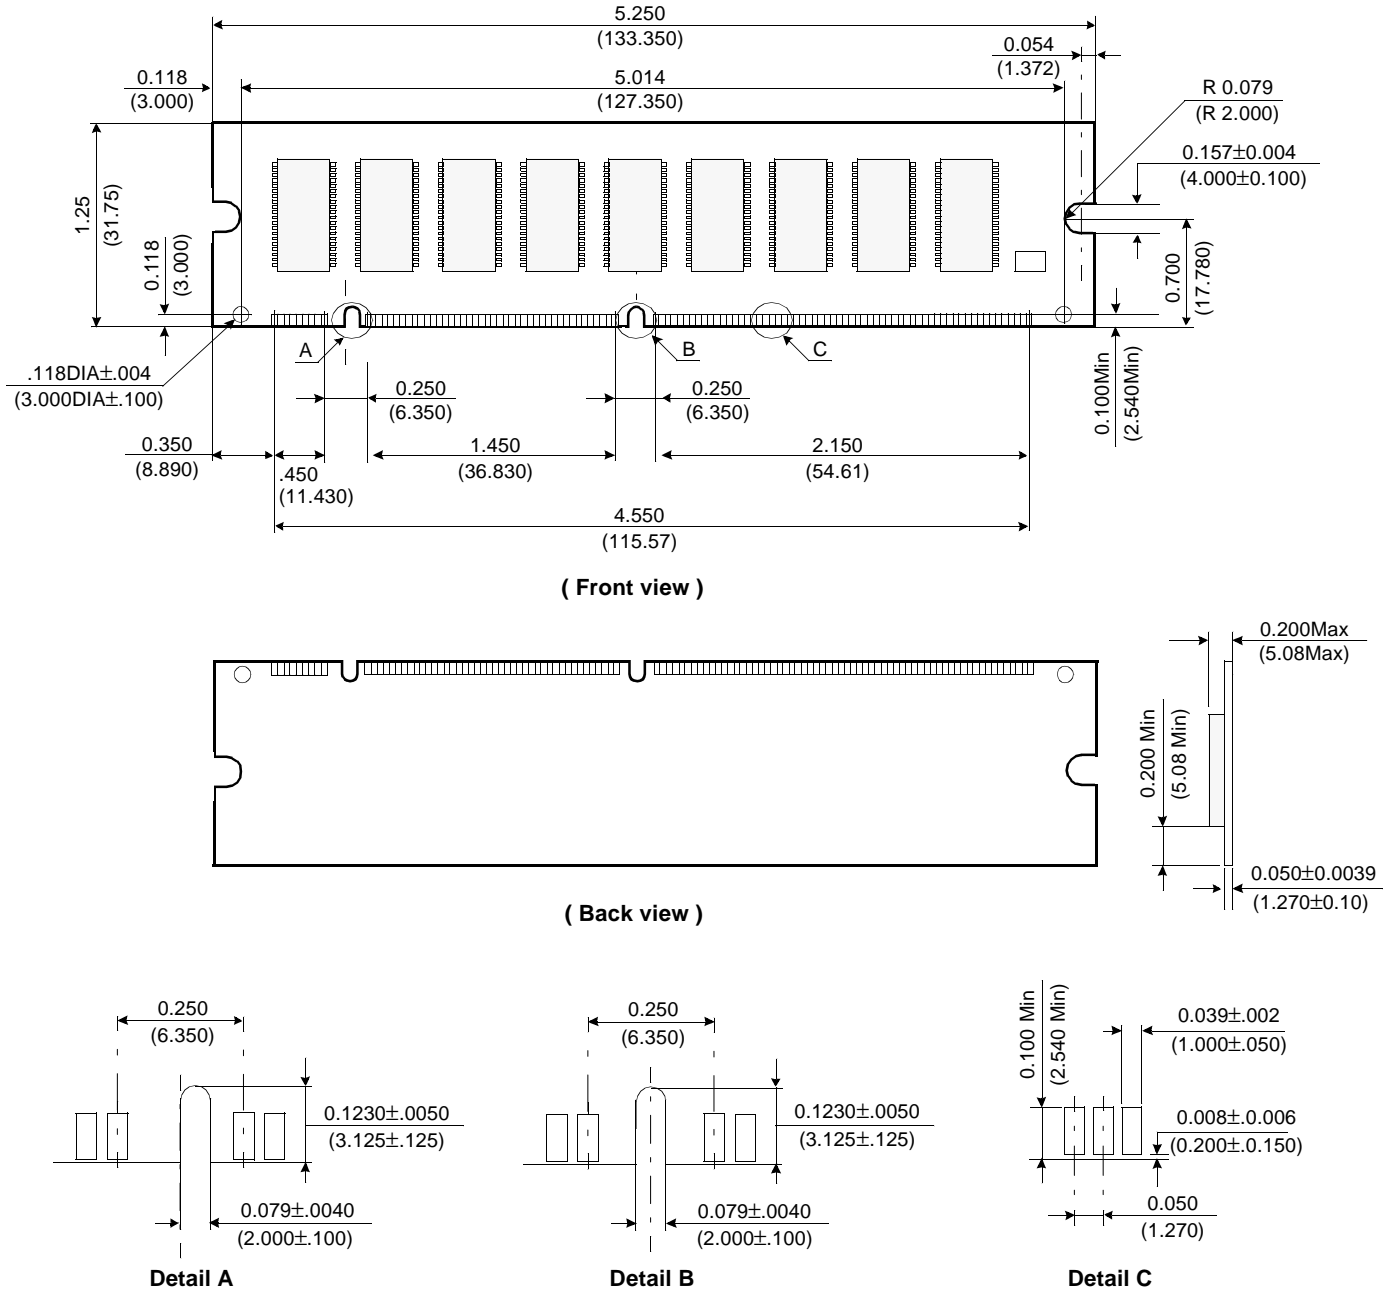 5.250
(133.350)
0.054
(1.372)
0.118
(3.000)
5.014
(127.350)
R 0.079
(R 2.000)
0.157±0.004
(4.000±0.100)
1.25
(31.75)
0.118
(3.000)
0.700
(17.780)
A
B
C
.118DIA±.004
(3.000DIA±.100)
0.250
(6.350)
0.250
(6.350)
0.100Min
(2.540Min)
0.350
(8.890)
.450
(11.430)
1.450
(36.830)
2.150
(54.61)
4.550
(115.57)
( Front view )
0.200Max
(5.08Max)
0.200 Min
(5.08 Min)
0.050±0.0039
(1.270±0.10)
( Back view )
0.250
(6.350)
0.1230±.0050
(3.125±.125)
0.079±.0040
(2.000±.100)
Detail A
0.250
(6.350)
0.1230±.0050
(3.125±.125)
0.079±.0040
(2.000±.100)
Detail B
0.100 Min
(2.540 Min)
0.039±.002
(1.000±.050)
0.008±.0.006
(0.200±.0.150)
0.050
(1.270)
Detail C